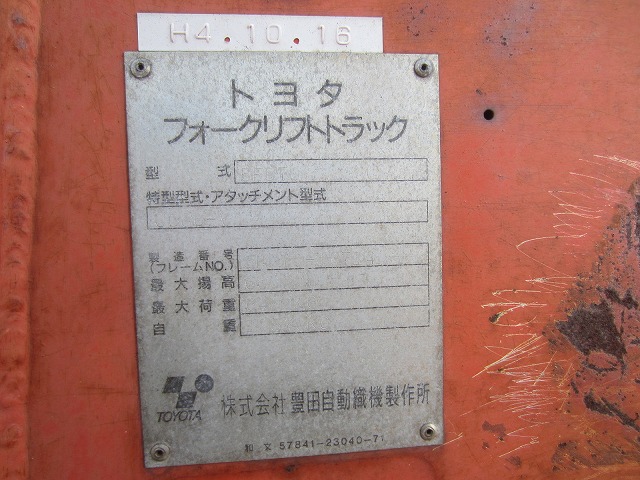 H4.10.16
トヨタ
フォークリフトトラック
型式
特型型式・アタッチメント型式
製造番号
(フレームNO.)
最大揚高
最大荷重
自重
TOYOTA
株式会社 豊田自動織機製作所
和文 57841-23040-71